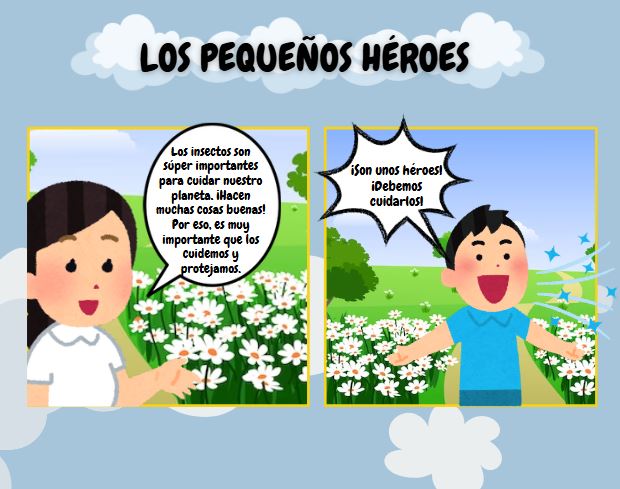 LOS PEQUEÑOS HÉROES
Los insectos son
súper importantes
para cuidar nuestro
planeta. ¡Hacen
muchas cosas buenas!
Por eso, es muy
importante que los
cuidemos y
protejamos.
¡Son unos héroes!
¡Debemos
cuidarlos!